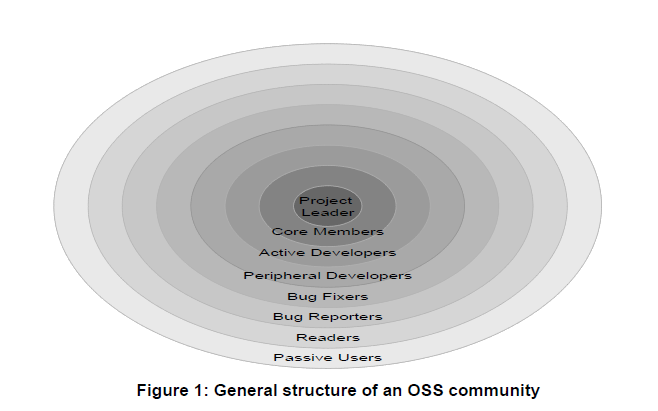 Project
Leader
Core Members
Active Developers
Peripheral Developers
Bug Fixers
Bug Reporters
Readers
Passive Users
Figure 1: General structure of an OSS community